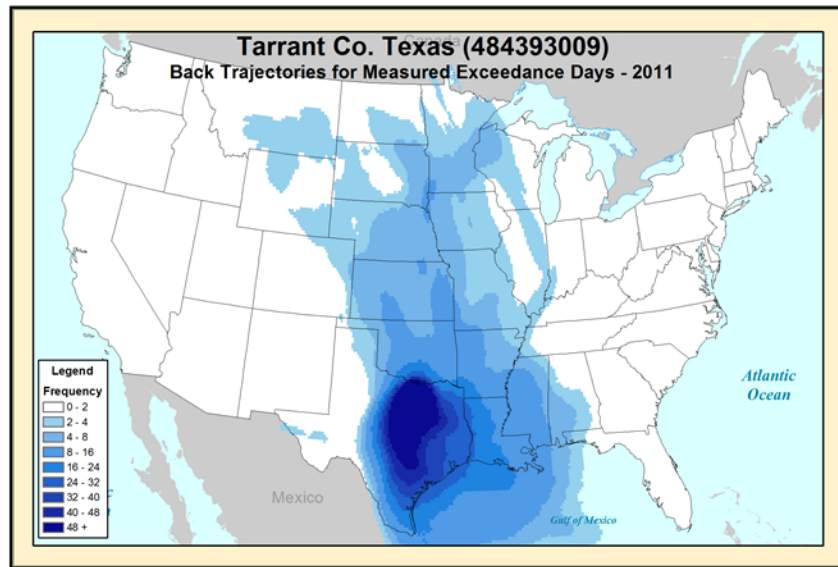 Canada
Tarrant Co. Texas (484393009)
Back Trajectories for Measured Exceedance Days - 2011
Legend
Frequency
0 - 2
2 - 4
4 - 8
8 - 16
16 - 24
24 - 32
32 - 40
40 - 48
48 +
Atlantic
Ocean
Mexico
Gulf of Mexico